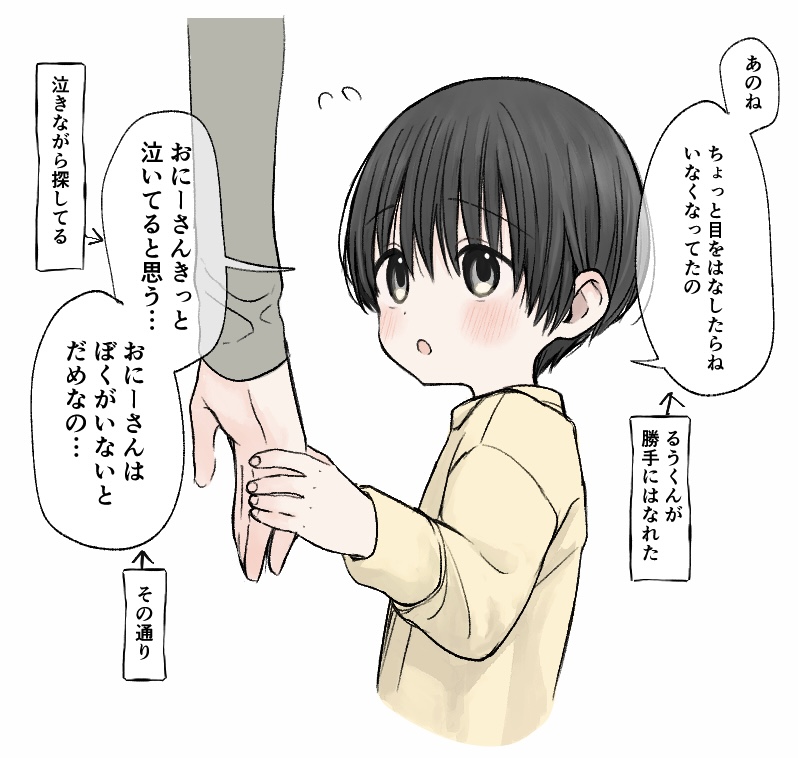 あのね
ちょっと目をはなしたらね
いなくなってたの
るうくんが
勝手にはなれた
おにーさんきっと
泣いてると思う…
泣きながら探してる
おにーさんは
ぼくがいないと
だめなの…
その通り